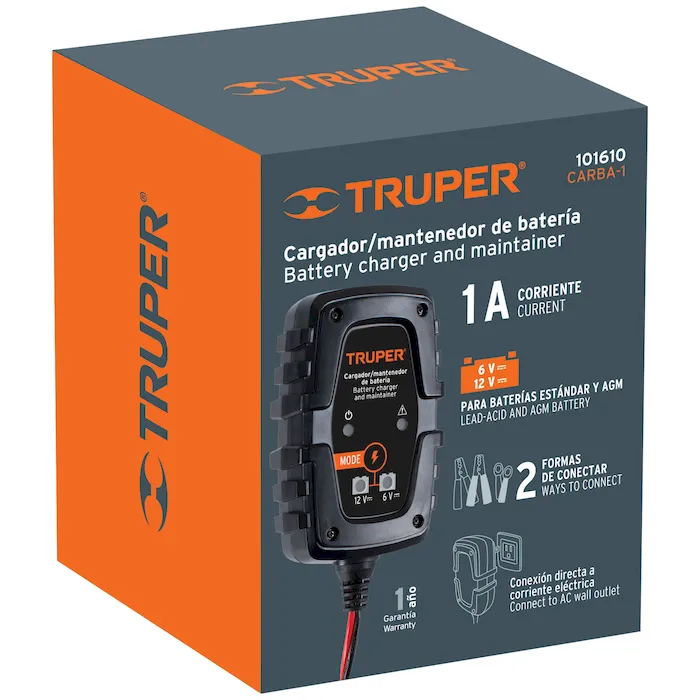 TRUPER®
TRUPER®
101610
CARBA-1
TRUPER®
Cargador/mantenedor de batería
Battery charger and maintainer
1 A CORRIENTE
CURRENT
6 V
12 V
PARA BATERÍAS ESTÁNDAR Y AGM
LEAD-ACID AND AGM BATTERY
2 FORMAS
DE CONECTAR
WAYS TO CONNECT
Conexión directa a
corriente eléctrica
Connect to AC wall outlet
TRUPER®
Cargador/mantenedor
de batería
Battery charger
and maintainer
MODE
12 V 6 V
1 año
Garantía
Warranty